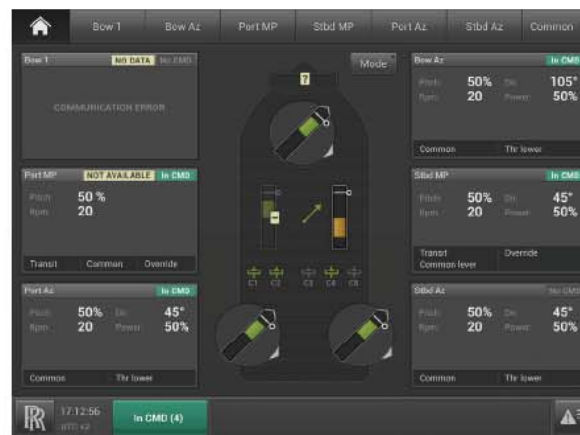 Bow 1
Bow Az
Port MP
Stbd MP
Port Az
Stbd Az
Common
Bow 1 NO DATA No CMD
COMMUNICATION ERROR
Port MP NOT AVAILABLE In CMD
Pitch 50 %
Rpm 20
Transit Common Override
Port Az In CMD
Pitch 50% Dir 45°
Rpm 20 Power 50%
Common Thr lower
?
Mode
C1 C2 C3 C4 C5
Bow Az In CMD
Pitch 50% Dir 105°
Rpm 20 Power 50%
Common Thr lower
Stbd MP In CMD
Pitch 50% Dir 45°
Rpm 20 Power 50%
Transit Override
Common lever
Stbd Az No CMD
Pitch 50% Dir 45°
Rpm 20 Power 50%
Common Thr lower
RR
17:12:56
UTC +2
In CMD (4)